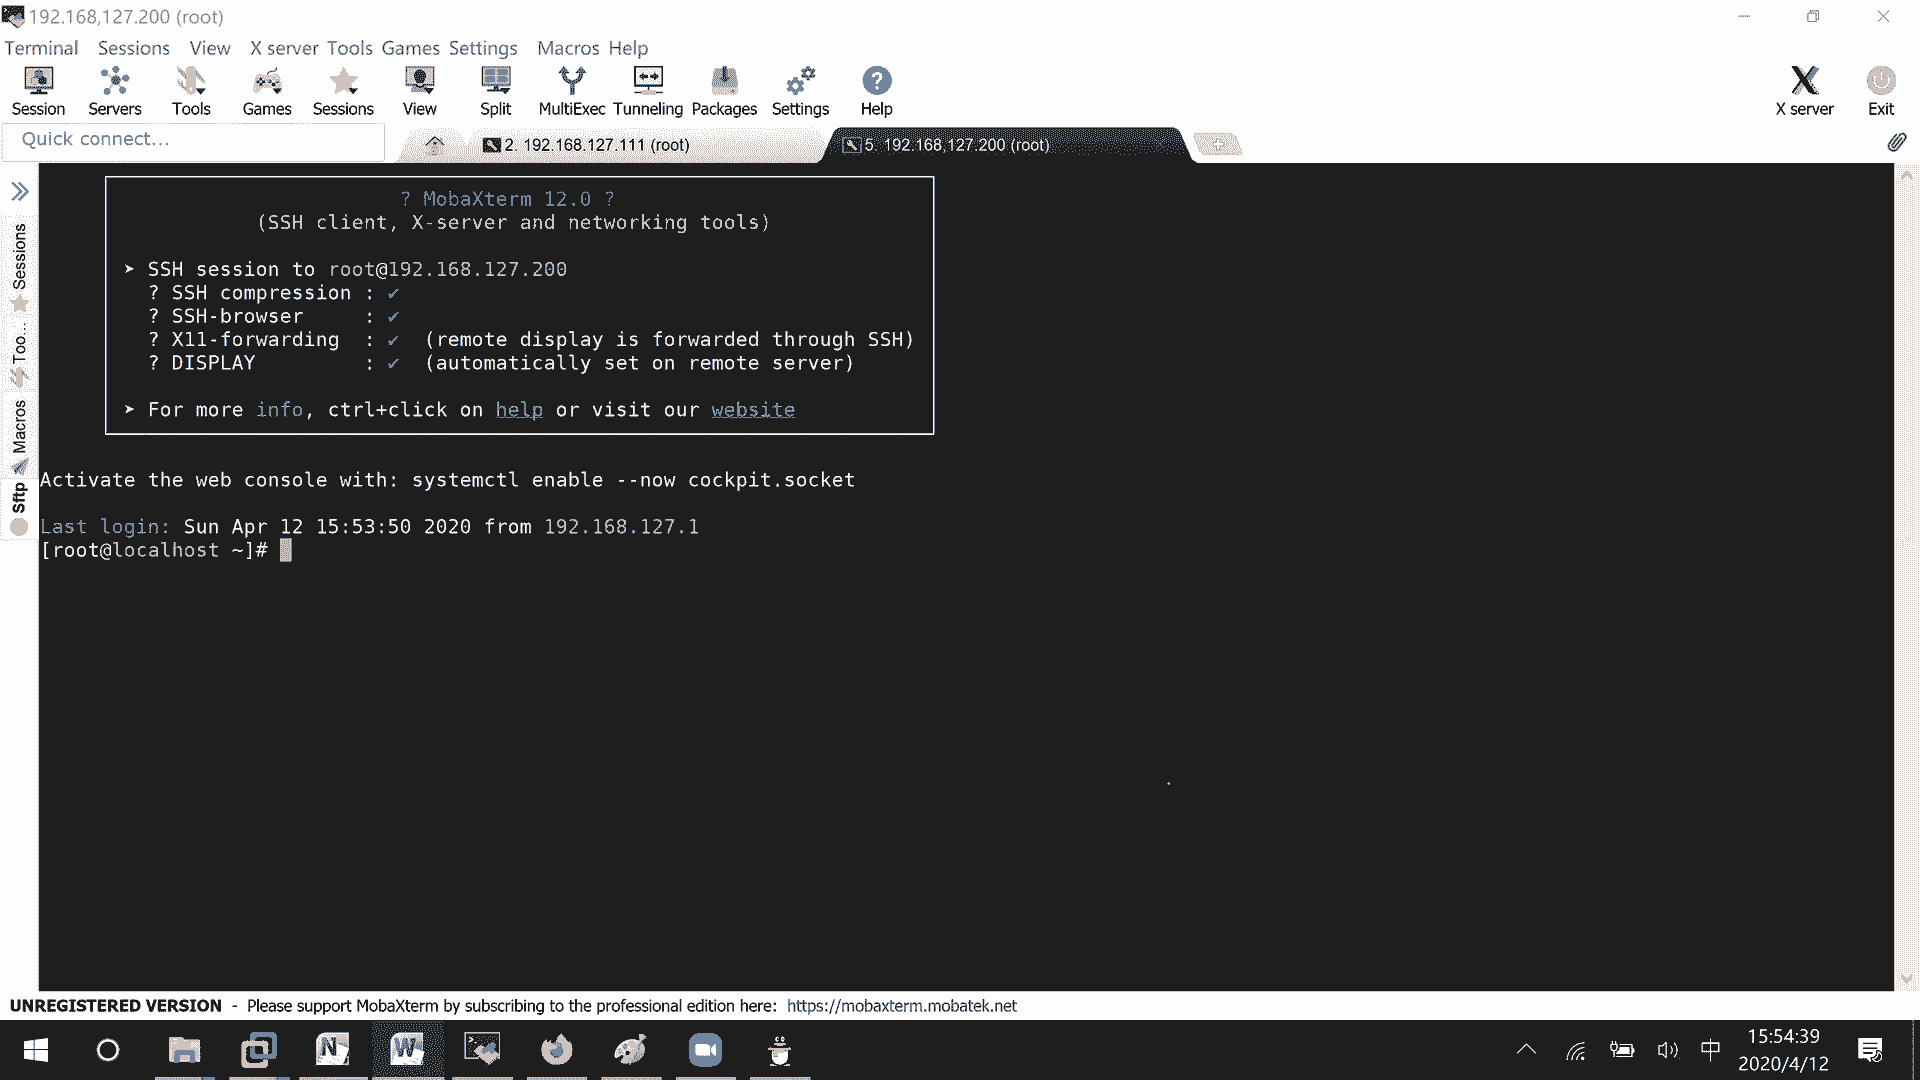 192.168,127.200 (root)
Terminal Sessions View X server Tools Games Settings Macros Help
Session Servers Tools Games Sessions View Split MultiExec Tunneling Packages Settings Help X server Exit
Quick connect...
2. 192.168.127.111 (root)
5. 192.168,127.200 (root)
Sessions
Too...
Macros
Sftp
? MobaXterm 12.0 ?
(SSH client, X-server and networking tools)
➤ SSH session to root@192.168.127.200
? SSH compression : ✔
? SSH-browser : ✔
? X11-forwarding : ✔ (remote display is forwarded through SSH)
? DISPLAY : ✔ (automatically set on remote server)
➤ For more info, ctrl+click on help or visit our website
Activate the web console with: systemctl enable --now cockpit.socket
Last login: Sun Apr 12 15:53:50 2020 from 192.168.127.1
[root@localhost ~]#
UNREGISTERED VERSION - Please support MobaXterm by subscribing to the professional edition here: https://mobaxterm.mobatek.net
N
W
中
15:54:39
2020/4/12